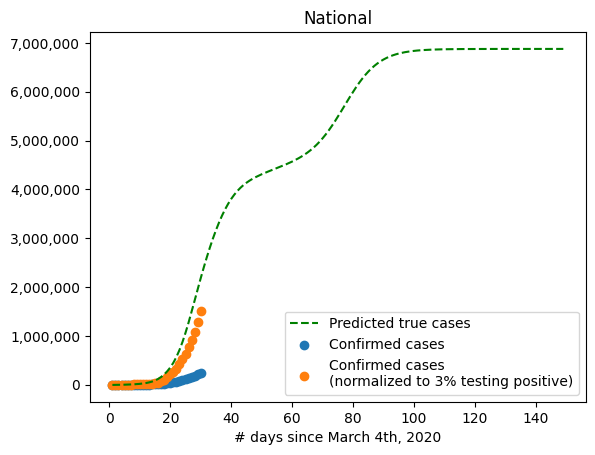 National
7,000,000
6,000,000
5,000,000
4,000,000
3,000,000
2,000,000
1,000,000
0
0 20 40 60 80 100 120 140
# days since March 4th, 2020
Predicted true cases
Confirmed cases
Confirmed cases
(normalized to 3% testing positive)